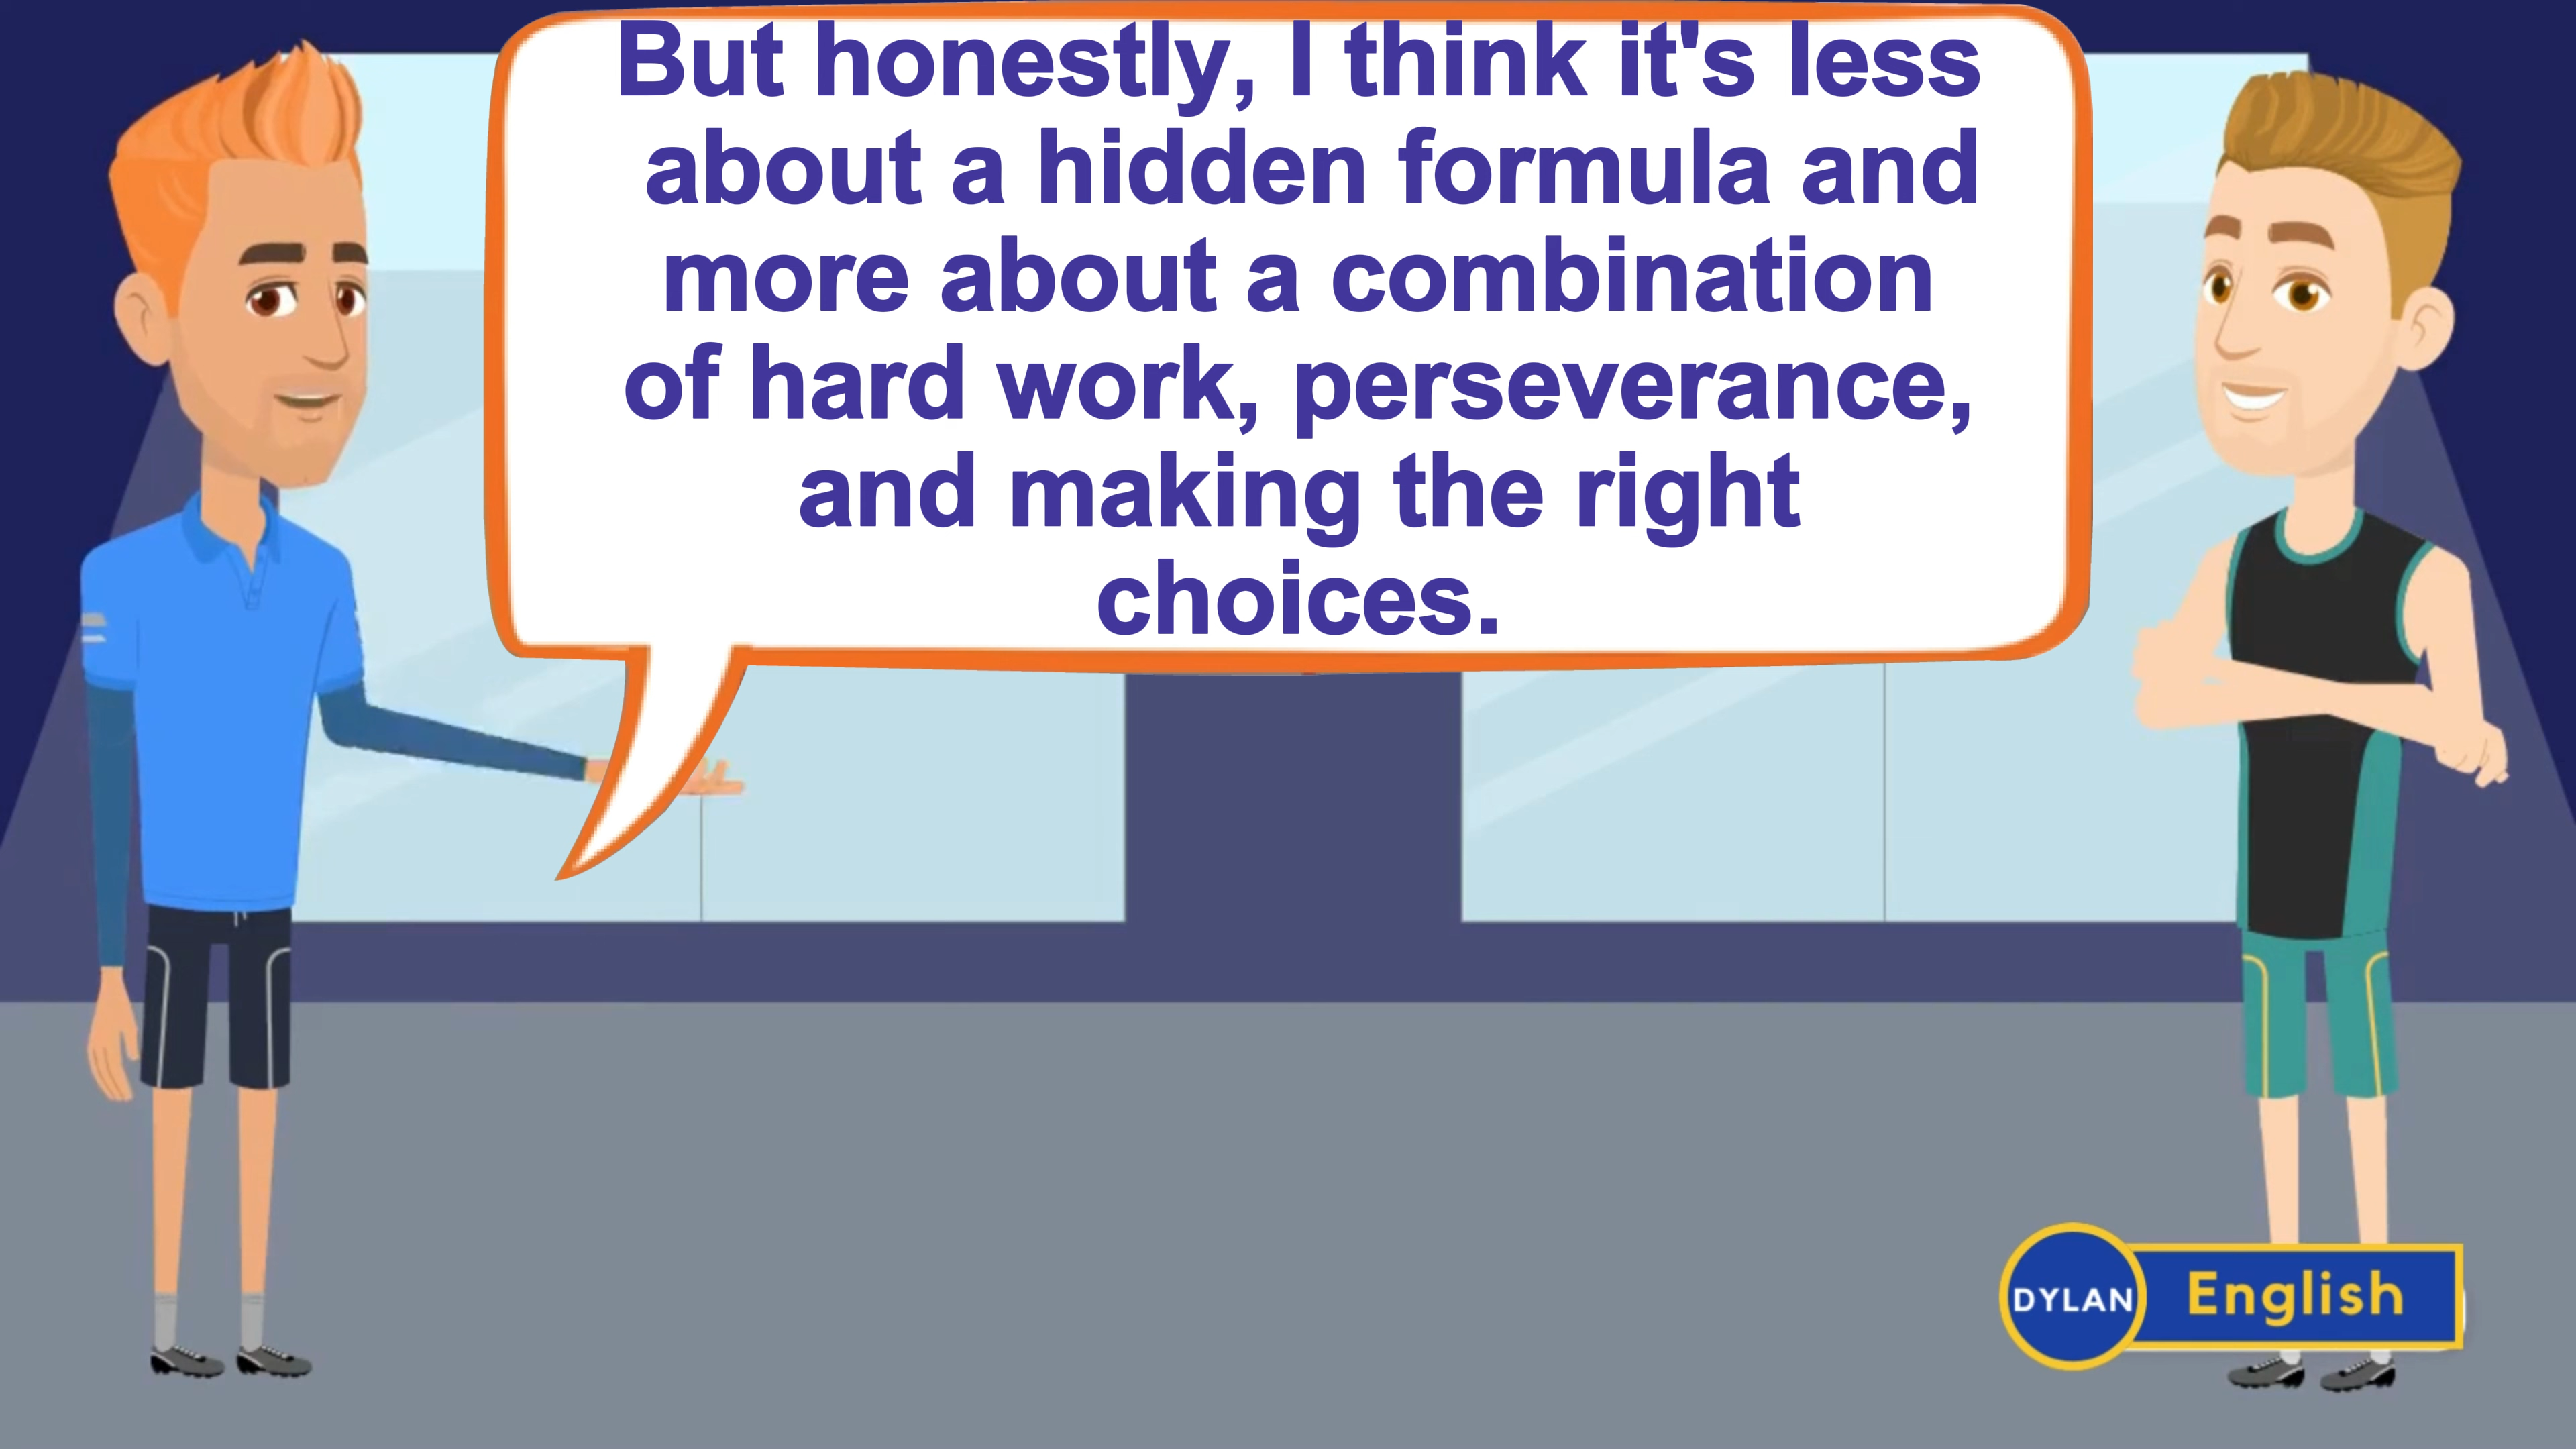 But honestly, I think it's less
about a hidden formula and
more about a combination
of hard work, perseverance,
and making the right
choices.
DYLAN English